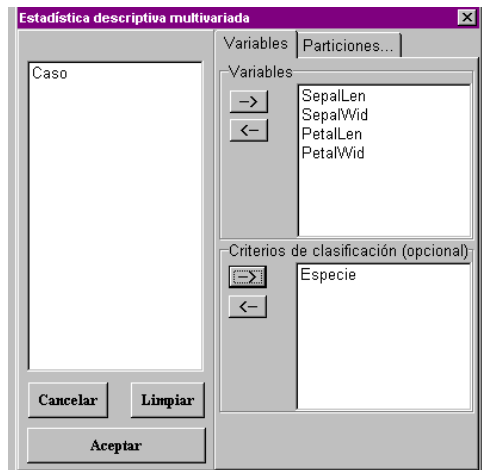 Estadística descriptiva multivariada
Variables
Particiones...
Caso
Variables
-->
<--
SepalLen
SepalWid
PetalLen
PetalWid
Criterios de clasificación (opcional)
-->
<--
Especie
Cancelar
Limpiar
Aceptar